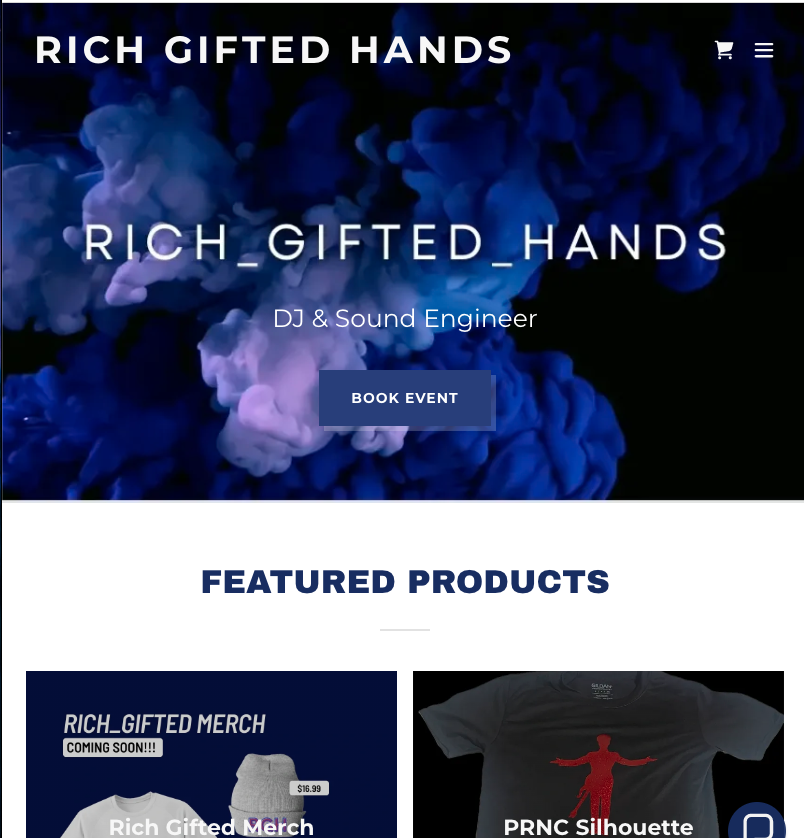 RICH GIFTED HANDS
RICH_GIFTED_HANDS
DJ & Sound Engineer
BOOK EVENT
FEATURED PRODUCTS
RICH_GIFTED MERCH
COMING SOON!!!
GILDAN
$16.99
Rich Gifted Merch
PRNC Silhouette